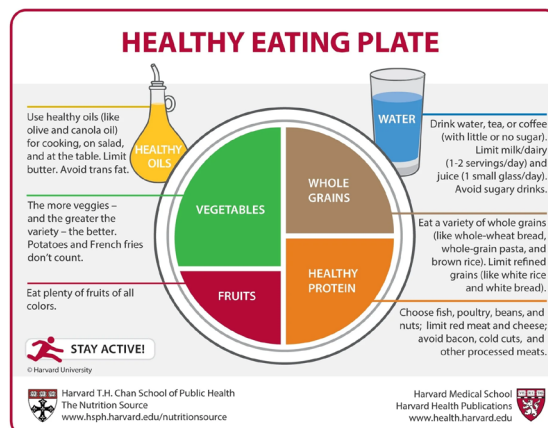 HEALTHY EATING PLATE
Use healthy oils (like
olive and canola oil)
for cooking, on salad,
and at the table. Limit
butter. Avoid trans fat.
HEALTHY
OILS
The more veggies –
and the greater the
variety – the better.
Potatoes and French fries
don't count.
Eat plenty of fruits of all
colors.
VEGETABLES
FRUITS
WHOLE
GRAINS
HEALTHY
PROTEIN
WATER
Drink water, tea, or coffee
(with little or no sugar).
Limit milk/dairy
(1-2 servings/day) and
juice (1 small glass/day).
Avoid sugary drinks.
Eat a variety of whole grains
(like whole-wheat bread,
whole-grain pasta, and
brown rice). Limit refined
grains (like white rice
and white bread).
Choose fish, poultry, beans, and
nuts; limit red meat and cheese;
avoid bacon, cold cuts, and
other processed meats.
STAY ACTIVE!
© Harvard University
Harvard T.H. Chan School of Public Health
The Nutrition Source
www.hsph.harvard.edu/nutritionsource
Harvard Medical School
Harvard Health Publications
www.health.harvard.edu